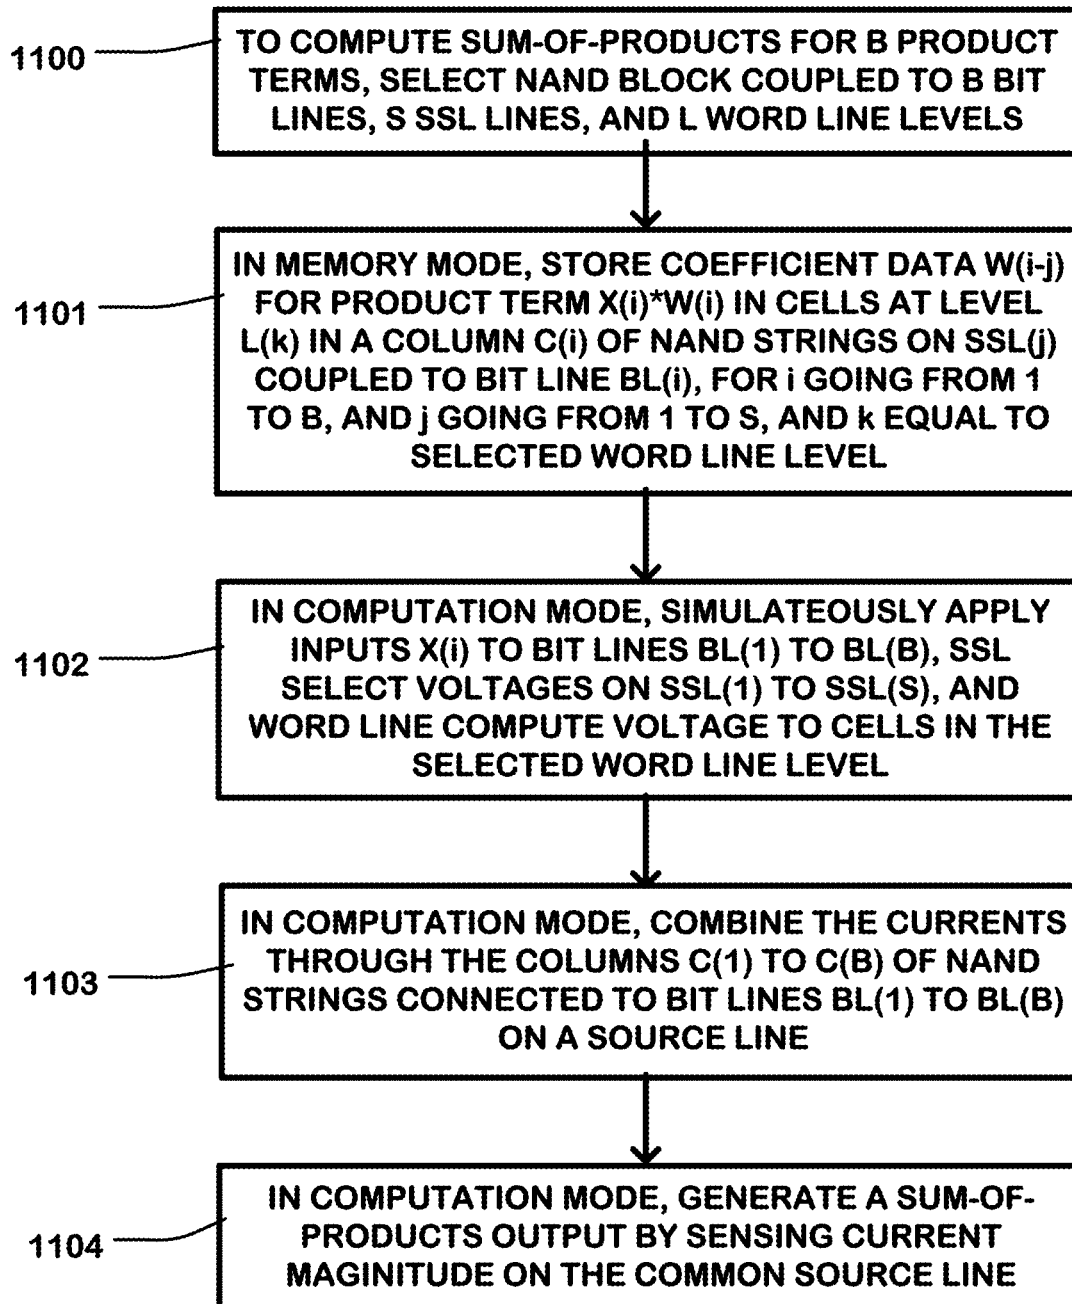 1100
TO COMPUTE SUM-OF-PRODUCTS FOR B PRODUCT
TERMS, SELECT NAND BLOCK COUPLED TO B BIT
LINES, S SSL LINES, AND L WORD LINE LEVELS
1101
IN MEMORY MODE, STORE COEFFICIENT DATA W(i-j)
FOR PRODUCT TERM X(i)*W(i) IN CELLS AT LEVEL
L(k) IN A COLUMN C(i) OF NAND STRINGS ON SSL(j)
COUPLED TO BIT LINE BL(i), FOR i GOING FROM 1
TO B, AND j GOING FROM 1 TO S, AND k EQUAL TO
SELECTED WORD LINE LEVEL
1102
IN COMPUTATION MODE, SIMULATEOUSLY APPLY
INPUTS X(i) TO BIT LINES BL(1) TO BL(B), SSL
SELECT VOLTAGES ON SSL(1) TO SSL(S), AND
WORD LINE COMPUTE VOLTAGE TO CELLS IN THE
SELECTED WORD LINE LEVEL
1103
IN COMPUTATION MODE, COMBINE THE CURRENTS
THROUGH THE COLUMNS C(1) TO C(B) OF NAND
STRINGS CONNECTED TO BIT LINES BL(1) TO BL(B)
ON A SOURCE LINE
1104
IN COMPUTATION MODE, GENERATE A SUM-OF-
PRODUCTS OUTPUT BY SENSING CURRENT
MAGINITUDE ON THE COMMON SOURCE LINE